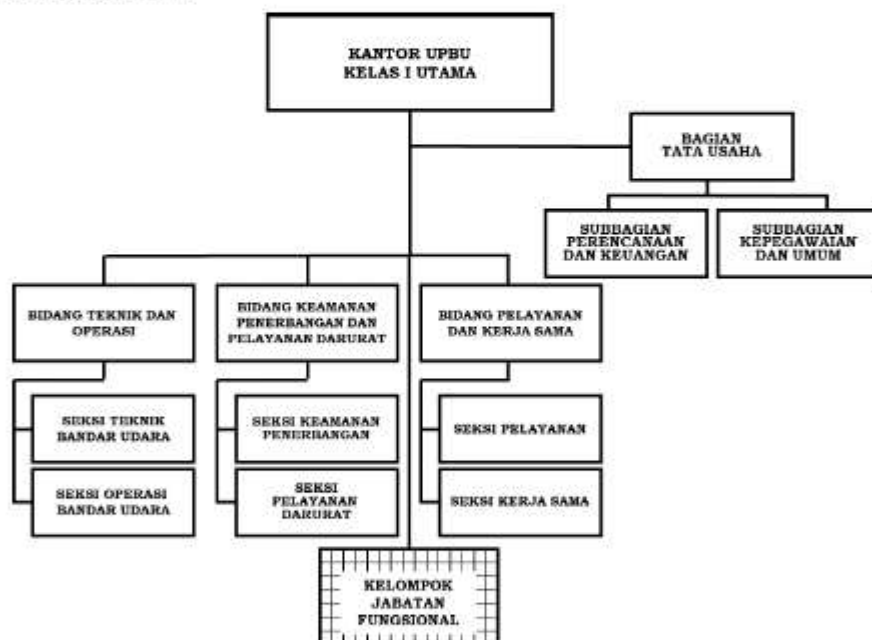 KANTOR UPBU
KELAS I UTAMA
BAGIAN
TATA USAHA
SUBBAGIAN
PERENCANAAN
DAN KEUANGAN
SUBBAGIAN
KEPEGAWAIAN
DAN UMUM
BIDANG TEKNIK DAN
OPERASI
BIDANG KEAMANAN
PENERBANGAN DAN
PELAYANAN DARURAT
BIDANG PELAYANAN
DAN KERJA SAMA
SEKSI TEKNIK
BANDAR UDARA
SEKSI KEAMANAN
PENERBANGAN
SEKSI PELAYANAN
SEKSI OPERASI
BANDAR UDARA
SEKSI
PELAYANAN
DARURAT
SEKSI KERJA SAMA
KELOMPOK
JABATAN
FUNGSIONAL